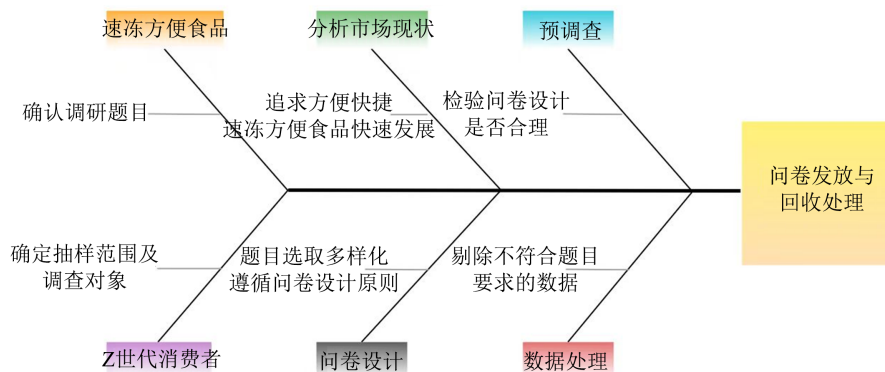 速冻方便食品
分析市场现状
预调查
确认调研题目
追求方便快捷
速冻方便食品快速发展
检验问卷设计
是否合理
问卷发放与
回收处理
确定抽样范围及
调查对象
题目选取多样化
遵循问卷设计原则
剔除不符合题目
要求的数据
Z世代消费者
问卷设计
数据处理